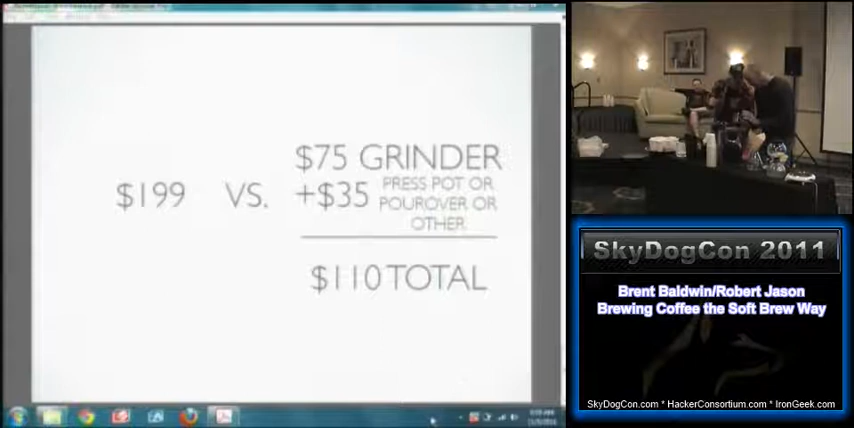 $199 VS. $75 GRINDER
+$35 PRESS POT OR
POUROVER OR
OTHER
$110 TOTAL
SkyDogCon 2011
Brent Baldwin/Robert Jason
Brewing Coffee the Soft Brew Way
SkyDogCon.com * HackerConsortium.com * IronGeek.com